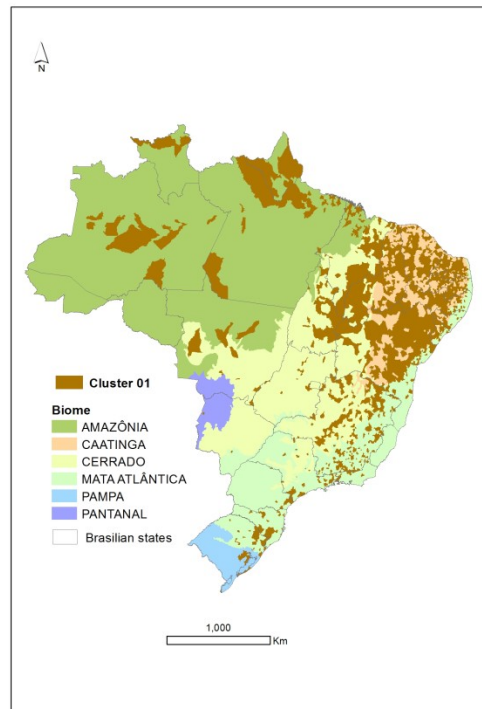 N
Cluster 01
Biome
AMAZÔNIA
CAATINGA
CERRADO
MATA ATLÂNTICA
PAMPA
PANTANAL
Brasilian states
1,000
Km